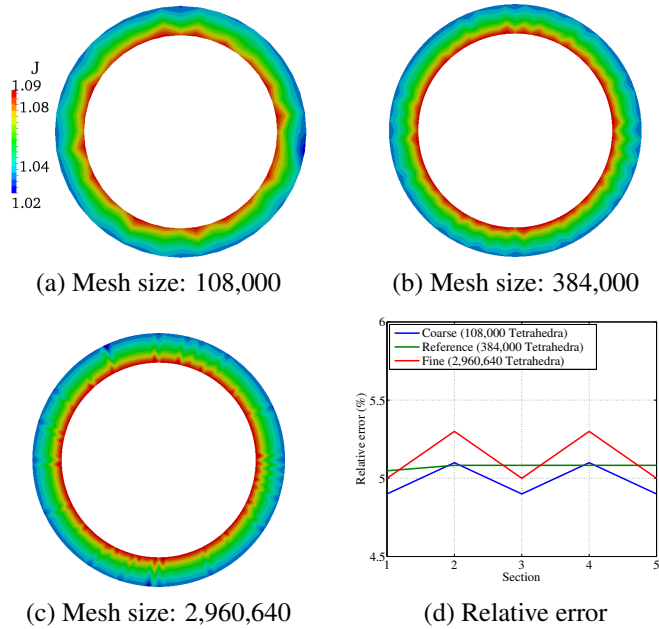 J
1.09
1.08
1.04
1.02
(a) Mesh size: 108,000
(b) Mesh size: 384,000
(c) Mesh size: 2,960,640
6
5.5
5
4.5
Relative error (%)
Coarse (108,000 Tetrahedra)
Reference (384,000 Tetrahedra)
Fine (2,960,640 Tetrahedra)
1
2
3
4
5
Section
(d) Relative error